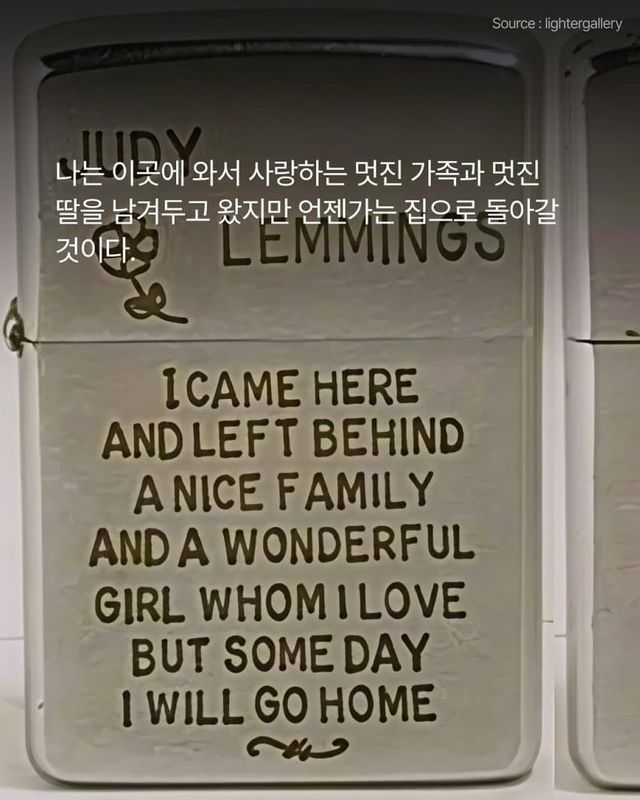 Source : lightergallery
JUDY
나는 이곳에 와서 사랑하는 멋진 가족과 멋진
딸을 남겨두고 왔지만 언젠가는 집으로 돌아갈
것이다.
LEMMINGS
I CAME HERE
AND LEFT BEHIND
A NICE FAMILY
AND A WONDERFUL
GIRL WHOM I LOVE
BUT SOME DAY
I WILL GO HOME